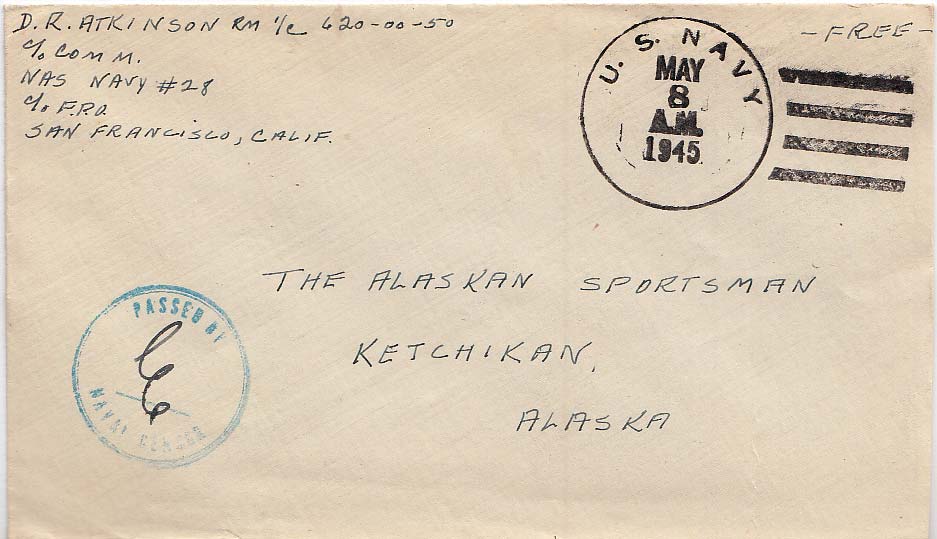 D.R. ATKINSON RM 1/c 620-00-50
c/o COMM.
NAS NAVY #28
c/o F.P.O.
SAN FRANCISCO, CALIF.
U. S. NAVY
MAY
8
A.M.
1945
- FREE -
THE ALASKAN SPORTSMAN
KETCHIKAN,
ALASKA
PASSED BY
NAVAL CENSOR